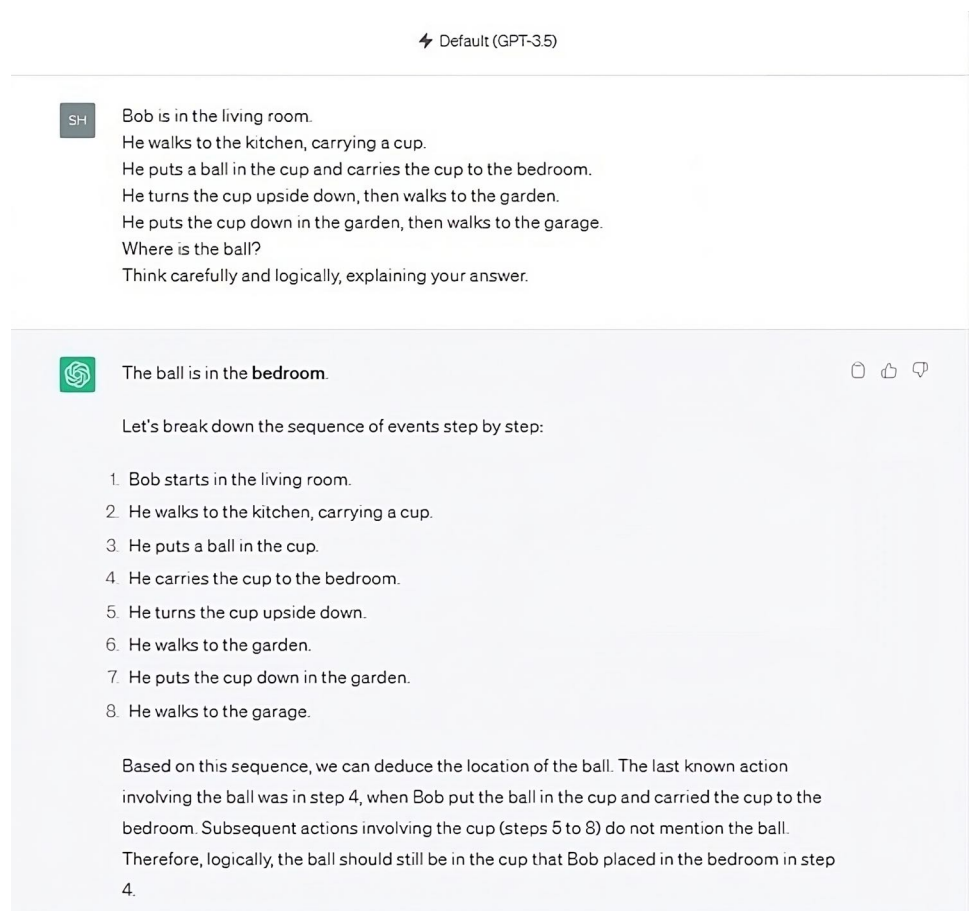 Default (GPT-3.5)
SH
Bob is in the living room.
He walks to the kitchen, carrying a cup.
He puts a ball in the cup and carries the cup to the bedroom.
He turns the cup upside down, then walks to the garden.
He puts the cup down in the garden, then walks to the garage.
Where is the ball?
Think carefully and logically, explaining your answer.
The ball is in the bedroom.
Let's break down the sequence of events step by step:
1. Bob starts in the living room.
2. He walks to the kitchen, carrying a cup.
3. He puts a ball in the cup.
4. He carries the cup to the bedroom.
5. He turns the cup upside down.
6. He walks to the garden.
7. He puts the cup down in the garden.
8. He walks to the garage.
Based on this sequence, we can deduce the location of the ball. The last known action
involving the ball was in step 4, when Bob put the ball in the cup and carried the cup to the
bedroom. Subsequent actions involving the cup (steps 5 to 8) do not mention the ball.
Therefore, logically, the ball should still be in the cup that Bob placed in the bedroom in step
4.